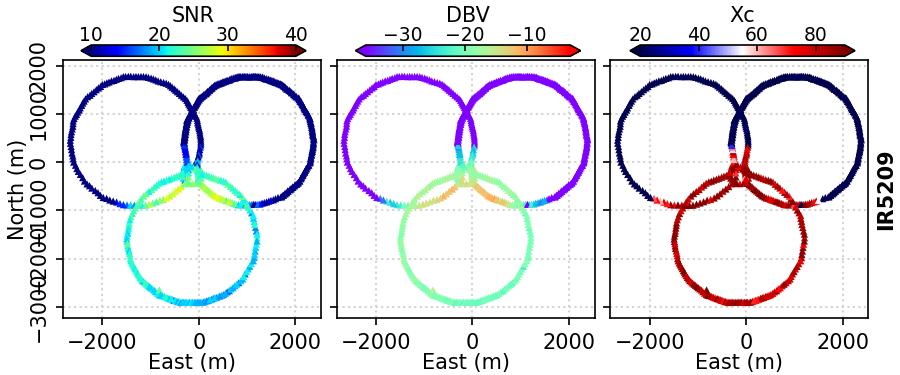 SNR DBV Xc
10 20 30 40 −30 −20 −10 20 40 60 80
2000
1000
0
−1000
−2000
−3000
North (m)
IR5209
−2000 0 2000 −2000 0 2000 −2000 0 2000
East (m) East (m) East (m)